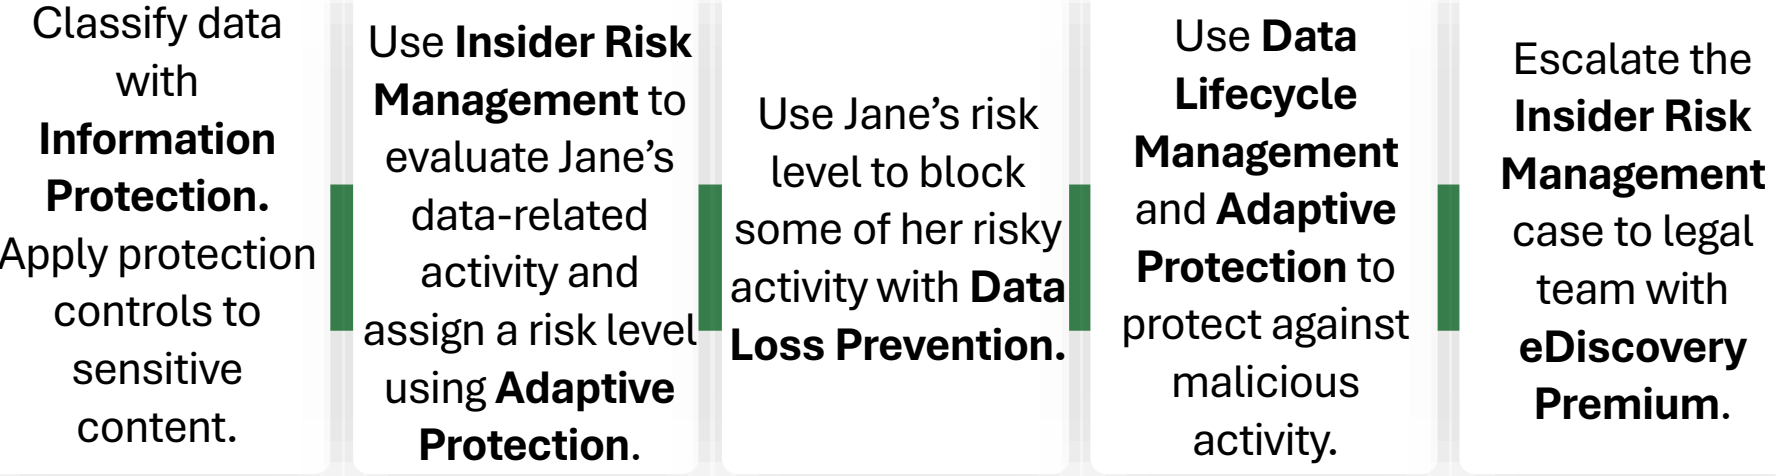 Classify data
with
Information
Protection.
Apply protection
controls to
sensitive
content.
Use Insider Risk
Management to
evaluate Jane’s
data-related
activity and
assign a risk level
using Adaptive
Protection.
Use Jane’s risk
level to block
some of her risky
activity with Data
Loss Prevention.
Use Data
Lifecycle
Management
and Adaptive
Protection to
protect against
malicious
activity.
Escalate the
Insider Risk
Management
case to legal
team with
eDiscovery
Premium.